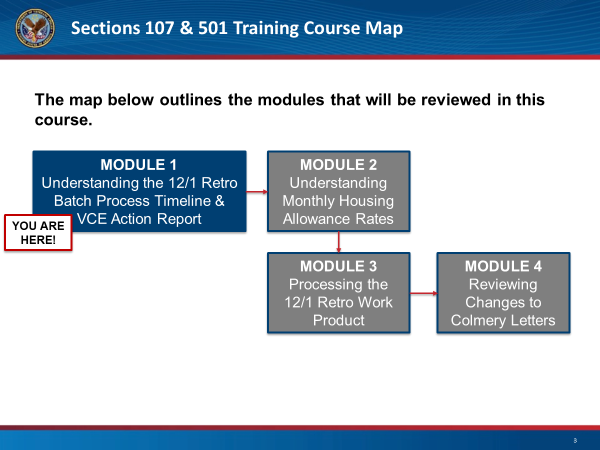 Sections 107 & 501 Training Course Map
The map below outlines the modules that will be reviewed in this
course.
MODULE 1
Understanding the 12/1 Retro
Batch Process Timeline &
VCE Action Report
YOU ARE
HERE!
MODULE 2
Understanding
Monthly Housing
Allowance Rates
MODULE 3
Processing the
12/1 Retro Work
Product
MODULE 4
Reviewing
Changes to
Colmery Letters
3